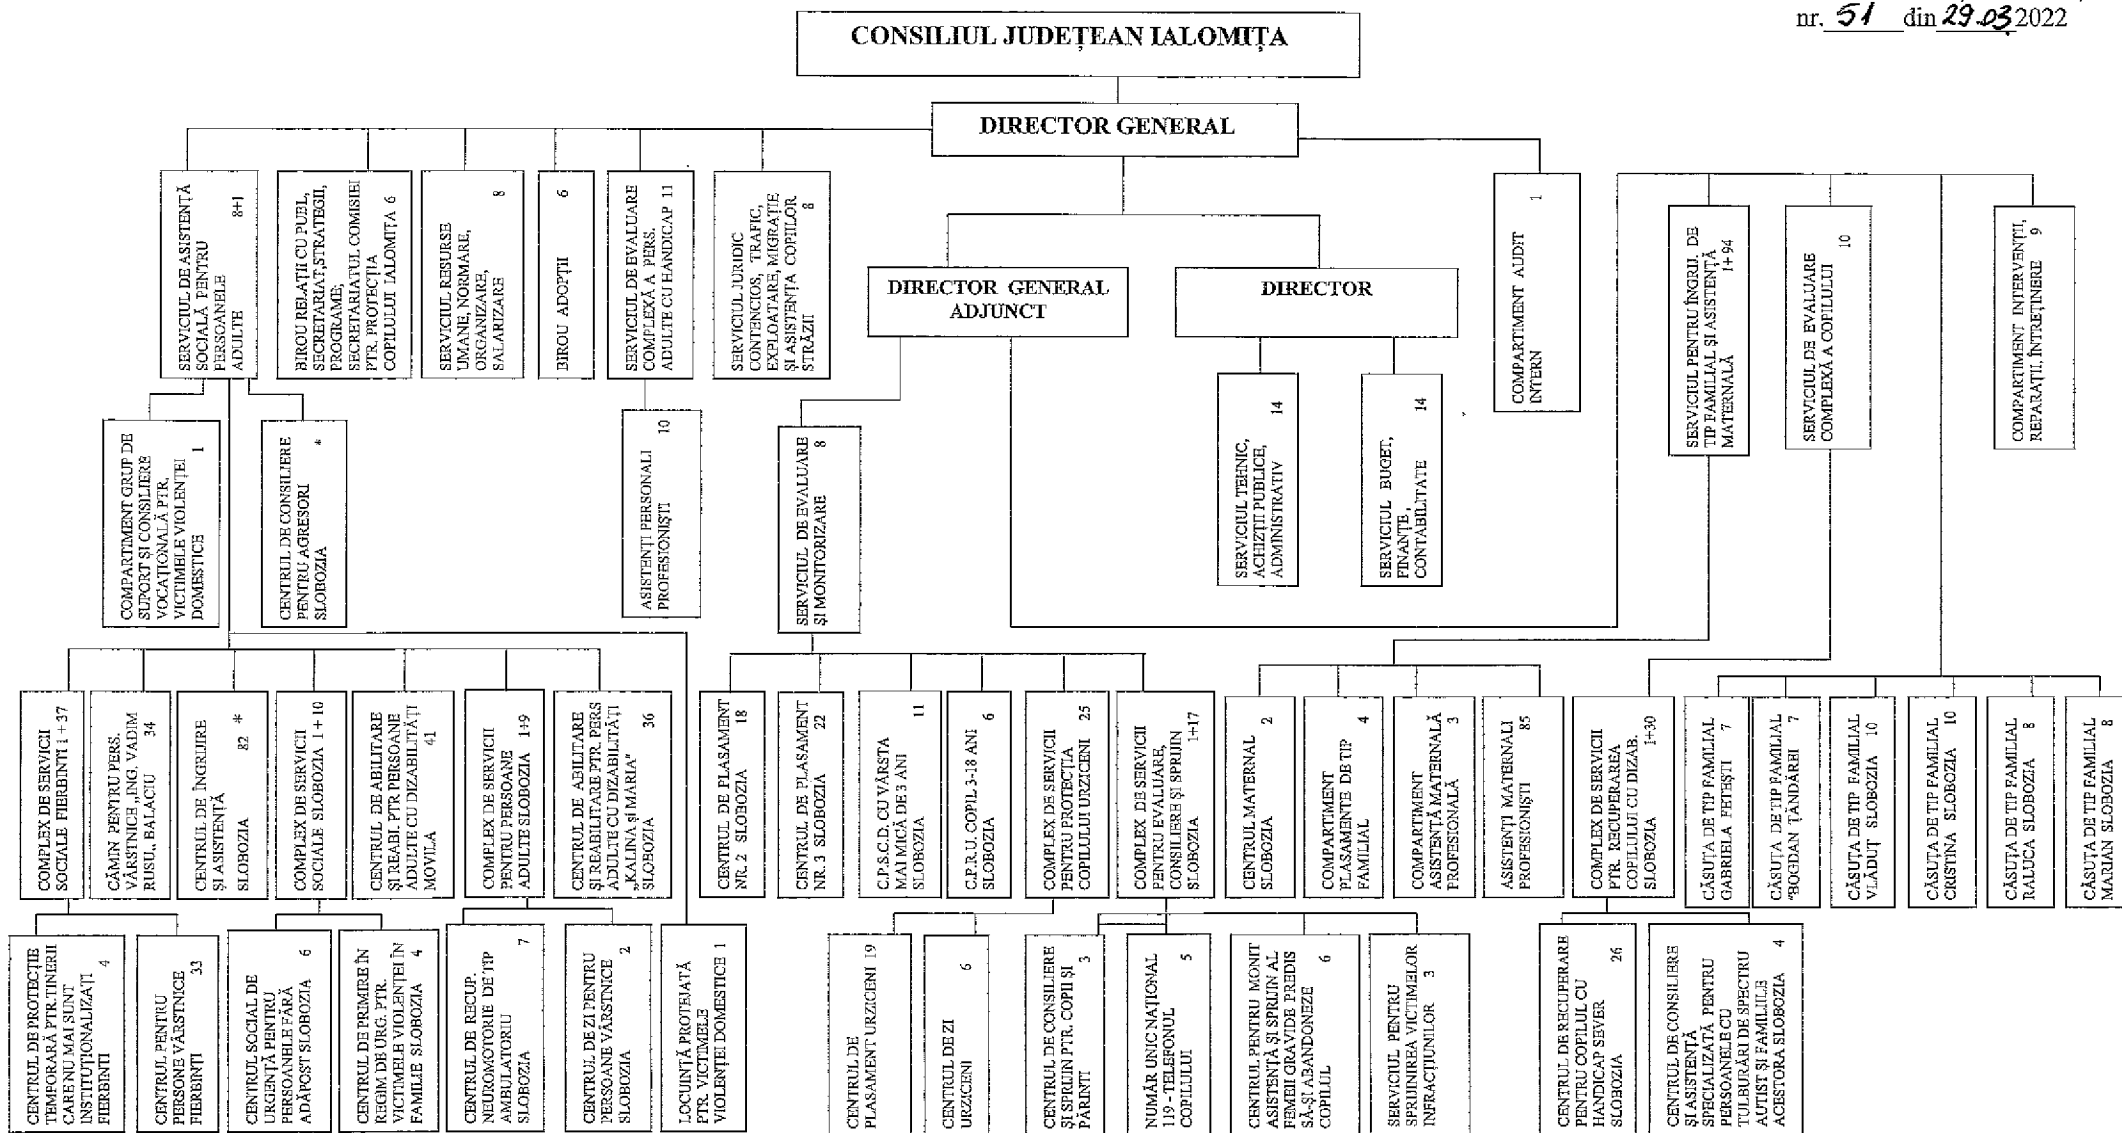 nr. 51 din 29.03.2022
CONSILIUL JUDEȚEAN IALOMIȚA
DIRECTOR GENERAL
SERVICIUL DE ASISTENȚĂ
SOCIALĂ PENTRU
PERSOANELE
ADULTE 8+1
BIROU RELAȚII CU PUBL,
SECRETARIAT,STRATEGII,
PROGRAME,
SECRETARIATUL COMISIEI
PTR. PROTECȚIA
COPILULUI IALOMIȚA 6
SERVICIUL RESURSE
UMANE, NORMARE,
ORGANIZARE,
SALARIZARE 8
BIROU ADOPȚII 6
SERVICIUL DE EVALUARE
COMPLEXĂ A PERS.
ADULTE CU HANDICAP 11
SERVICIUL JURIDIC
CONTENCIOS, TRAFIC,
EXPLOATARE, MIGRAȚIE
ȘI ASISTENȚA COPIILOR
STRĂZII 8
DIRECTOR GENERAL
ADJUNCT
DIRECTOR
COMPARTIMENT AUDIT
INTERN 1
SERVICIUL PENTRU ÎNGRIJ. DE
TIP FAMILIAL ȘI ASISTENȚĂ
MATERNALĂ 1+94
SERVICIUL DE EVALUARE
COMPLEXĂ A COPILULUI 10
COMPARTIMENT INTERVENȚII,
REPARAȚII, ÎNTREȚINERE 9
COMPARTIMENT GRUP DE
SUPORT ȘI CONSILIERE
VOCAȚIONALĂ PTR.
VICTIMELE VIOLENȚEI
DOMESTICE 1
CENTRUL DE CONSILIERE
PENTRU AGRESORI *
SLOBOZIA
ASISTENȚI PERSONALI
PROFESIONIȘTI 10
SERVICIUL DE EVALUARE
ȘI MONITORIZARE 8
SERVICIUL TEHNIC,
ACHIZIȚII PUBLICE,
ADMINISTRATIV 14
SERVICIUL BUGET,
FINANȚE,
CONTABILITATE 14
COMPLEX DE SERVICII
SOCIALE FIERBINTI 1 + 37
CĂMIN PENTRU PERS.
VÂRSTNICE „ING. VADIM
RUSU„ BALACIU 34
CENTRUL DE ÎNGRIJIRE
ȘI ASISTENȚĂ
SLOBOZIA 82 *
COMPLEX DE SERVICII
SOCIALE SLOBOZIA 1 + 10
CENTRUL DE ABILITARE
ȘI REABI. PTR PERSOANE
ADULTE CU DIZABILITĂȚI
MOVILA 41
COMPLEX DE SERVICII
PENTRU PERSOANE
ADULTE SLOBOZIA 1+9
CENTRUL DE ABILITARE
ȘI REABILITARE PTR. PERS
ADULTE CU DIZABILITĂȚI
„KALINA și MARIA”
SLOBOZIA 36
CENTRUL DE PLASAMENT
NR. 2 SLOBOZIA 18
CENTRUL DE PLASAMENT
NR. 3 SLOBOZIA 22
C.P.S.C.D. CU VÂRSTA
MAI MICĂ DE 3 ANI
SLOBOZIA 11
C.P.R.U. COPIL 3-18 ANI
SLOBOZIA 6
COMPLEX DE SERVICII
PENTRU PROTECȚIA
COPILULUI URZICENI 25
COMPLEX DE SERVICII
PENTRU EVALUARE,
CONSILIERE ȘI SPRIJIN
SLOBOZIA 1+17
CENTRUL MATERNAL
SLOBOZIA 2
COMPARTIMENT
PLASAMENTE DE TIP
FAMILIAL 4
COMPARTIMENT
ASISTENȚĂ MATERNALĂ
PROFESIONALĂ 3
ASISTENȚI MATERNALI
PROFESIONIȘTI 85
COMPLEX DE SERVICII
PTR. RECUPERAREA
COPILULUI CU DIZAB.
SLOBOZIA 1+30
CĂSUȚA DE TIP FAMILIAL
GABRIELA FETEȘTI 7
CĂSUȚA DE TIP FAMILIAL
"BOGDAN ȚĂNDĂREI 7
CĂSUȚA DE TIP FAMILIAL
VLĂDUȚ SLOBOZIA 10
CĂSUȚA DE TIP FAMILIAL
CRISTINA SLOBOZIA 10
CĂSUȚA DE TIP FAMILIAL
RALUCA SLOBOZIA 8
CĂSUȚA DE TIP FAMILIAL
MARIAN SLOBOZIA 8
CENTRUL DE PROTECȚIE
TEMPORARĂ PTR.TINERII
CARE NU MAI SUNT
INSTITUȚIONALIZAȚI
FIERBINTI 4
CENTRUL PENTRU
PERSONE VÂRSTNICE
FIERBINȚI 33
CENTRUL SOCIAL DE
URGENȚĂ PENTRU
PERSOANELE FĂRĂ
ADĂPOST SLOBOZIA 6
CENTRUL DE PRIMIRE ÎN
REGIM DE URG. PTR.
VICTIMELE VIOLENȚEI ÎN
FAMILIE SLOBOZIA 4
CENTRUL DE RECUP.
NEUROMOTORIE DE TIP
AMBULATORIU
SLOBOZIA 7
CENTRUL DE ZI PENTRU
PERSOANE VÂRSTNICE
SLOBOZIA 2
LOCUINȚĂ PROTEJATĂ
PTR. VICTIMELE
VIOLENȚEI DOMESTICE 1
CENTRUL DE
PLASAMENT URZICENI 19
CENTRUL DE ZI
URZICENI 6
CENTRUL DE CONSILIERE
ȘI SPRIJIN PTR. COPII ȘI
PĂRINTI 3
NUMĂR UNIC NAȚIONAL
119 -TELEFONUL
COPILULUI 5
CENTRUL PENTRU MONIT
ASISTENȚĂ ȘI SPRIJIN AL
FEMEII GRAVIDE PREDIS
SĂ-ȘI ABANDONEZE
COPILUL 6
SERVICIUL PENTRU
SPRIJINIREA VICTIMELOR
INFRACȚIUNILOR 3
CENTRUL DE RECUPERARE
PENTRU COPILUL CU
HANDICAP SEVER
SLOBOZIA 26
CENTRUL DE CONSILIERE
ȘI ASISTENȚĂ
SPECIALIZATĂ PENTRU
PERSOANELE CU
TULBURĂRI DE SPECTRU
AUTIST ȘI FAMILIILE
ACESTORA SLOBOZIA 4